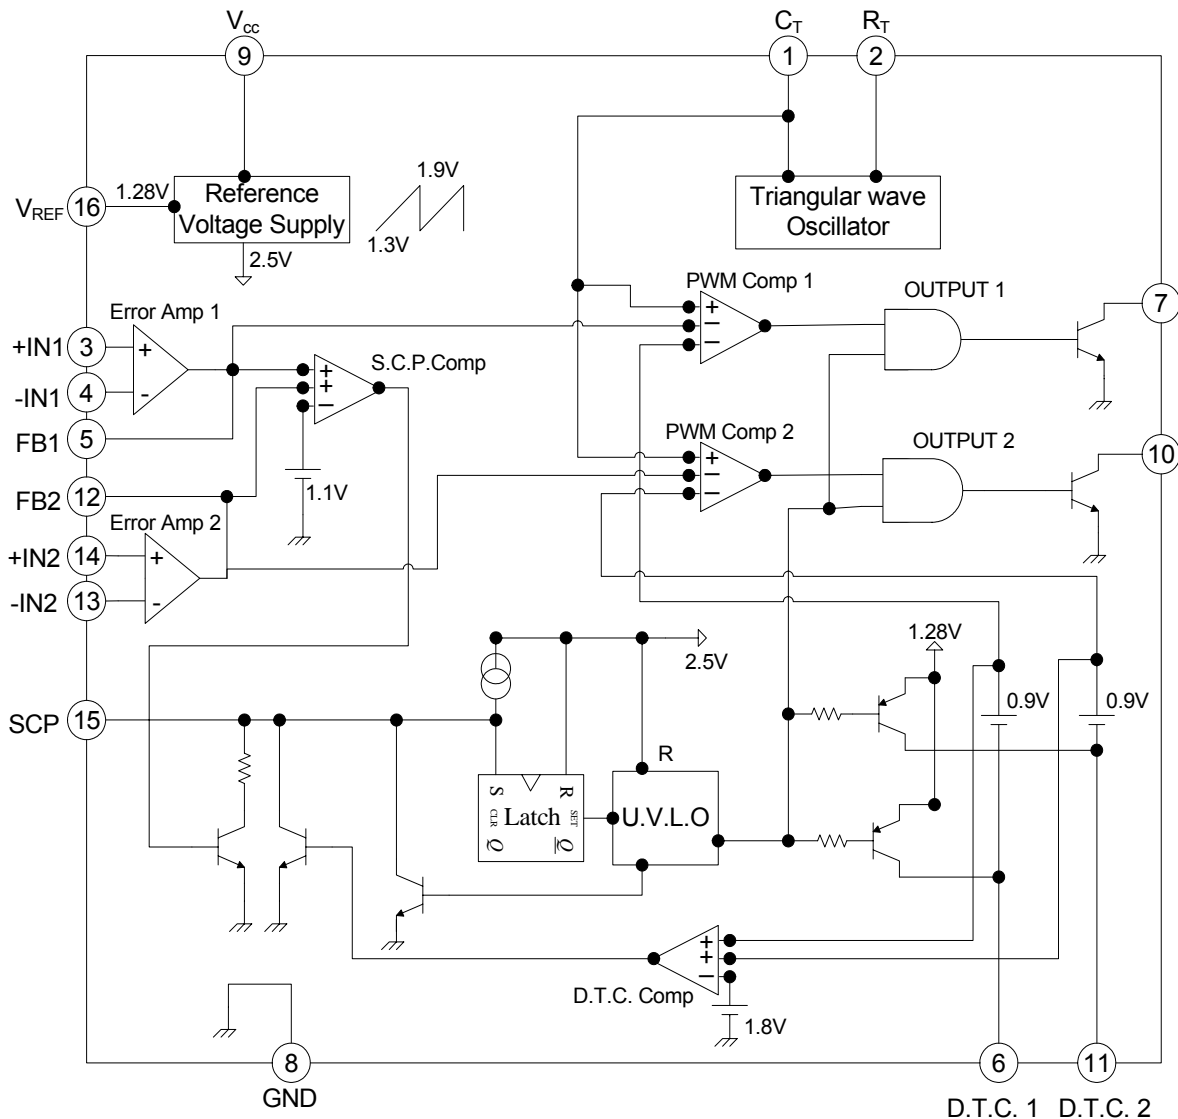 Vcc
CT
RT
9
1
2
1.28V
VREF
16
Reference
Voltage Supply
2.5V
1.9V
1.3V
Triangular wave
Oscillator
Error Amp 1
+IN1
3
+
-IN1
4
-
FB1
5
S.C.P.Comp
+
+
−
1.1V
PWM Comp 1
+
−
−
OUTPUT 1
7
FB2
12
Error Amp 2
+IN2
14
+
-IN2
13
-
PWM Comp 2
+
−
−
OUTPUT 2
10
2.5V
1.28V
0.9V
0.9V
SCP
15
R
S
R
CLR
SET
Latch
Q
Q
U.V.L.O
+
+
−
D.T.C. Comp
1.8V
8
GND
6
11
D.T.C. 1
D.T.C. 2